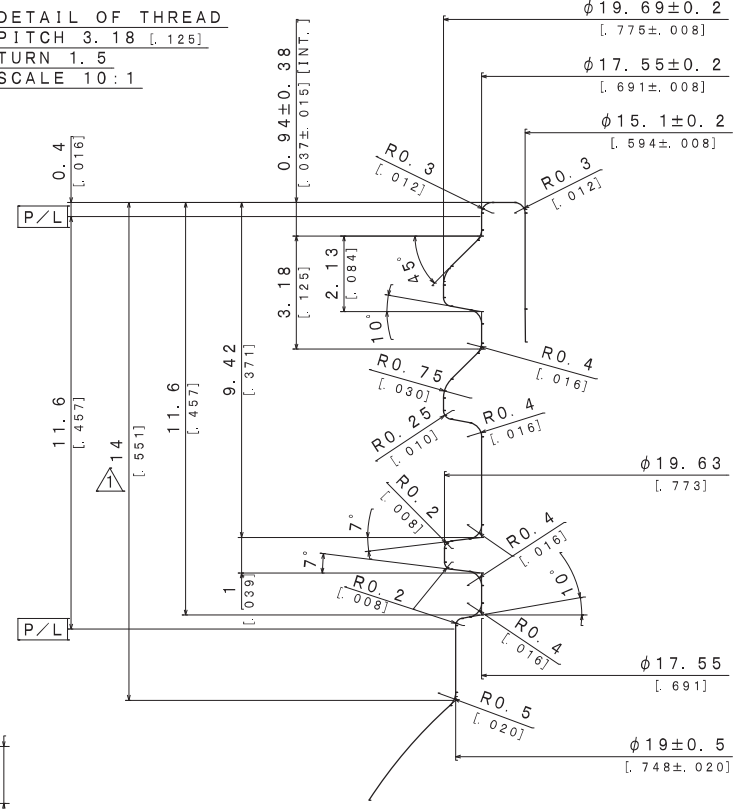 DETAIL OF THREAD
PITCH 3.18 [.125]
TURN 1.5
SCALE 10:1
φ19.69±0.2
[.775±.008]
φ17.55±0.2
[.691±.008]
φ15.1±0.2
[.594±.008]
0.94±0.38
[.037±.015] [INT.]
0.4
[.016]
R0.3
[.012]
R0.3
[.012]
P/L
3.18
[.125]
2.13
[.084]
45°
10°
9.42
[.371]
11.6
[.457]
14
[.551]
1
11.6
[.457]
R0.4
[.016]
R0.75
[.030]
R0.25
[.010]
R0.4
[.016]
φ19.63
[.773]
R0.2
[.008]
7°
7°
R0.4
[.016]
10°
1
[.039]
R0.2
[.008]
P/L
R0.4
[.016]
φ17.55
[.691]
R0.5
[.020]
φ19±0.5
[.748±.020]